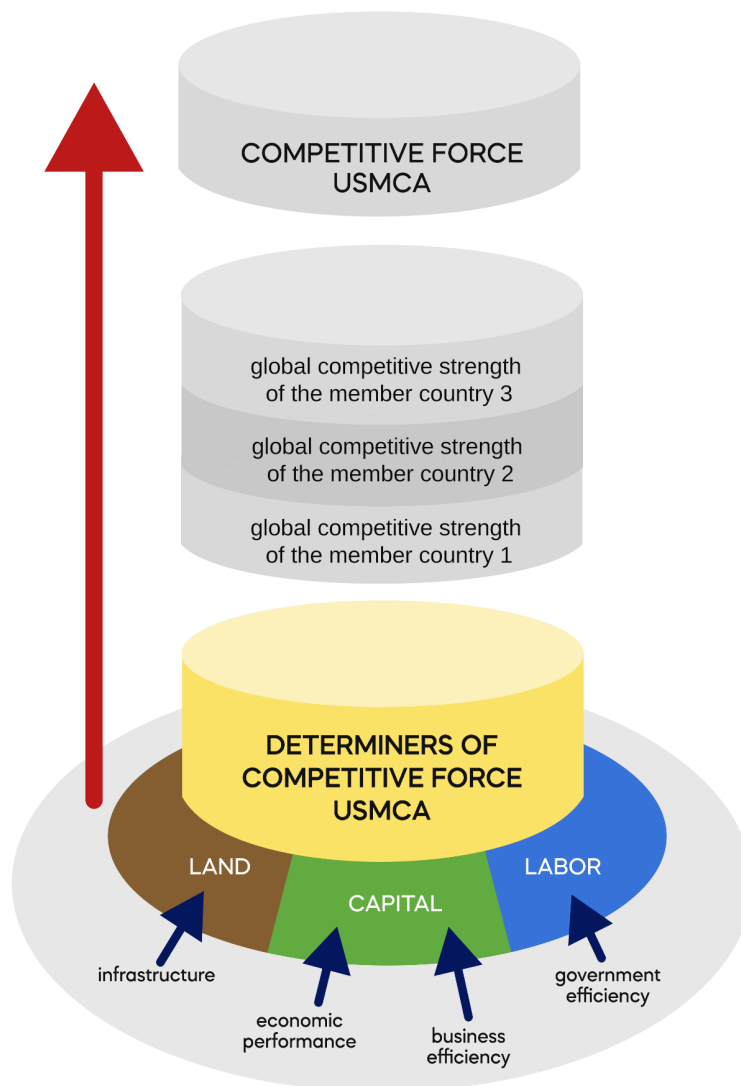 COMPETITIVE FORCE
USMCA
global competitive strength
of the member country 3
global competitive strength
of the member country 2
global competitive strength
of the member country 1
DETERMINERS OF
COMPETITIVE FORCE
USMCA
LAND
CAPITAL
LABOR
infrastructure
economic
performance
business
efficiency
government
efficiency